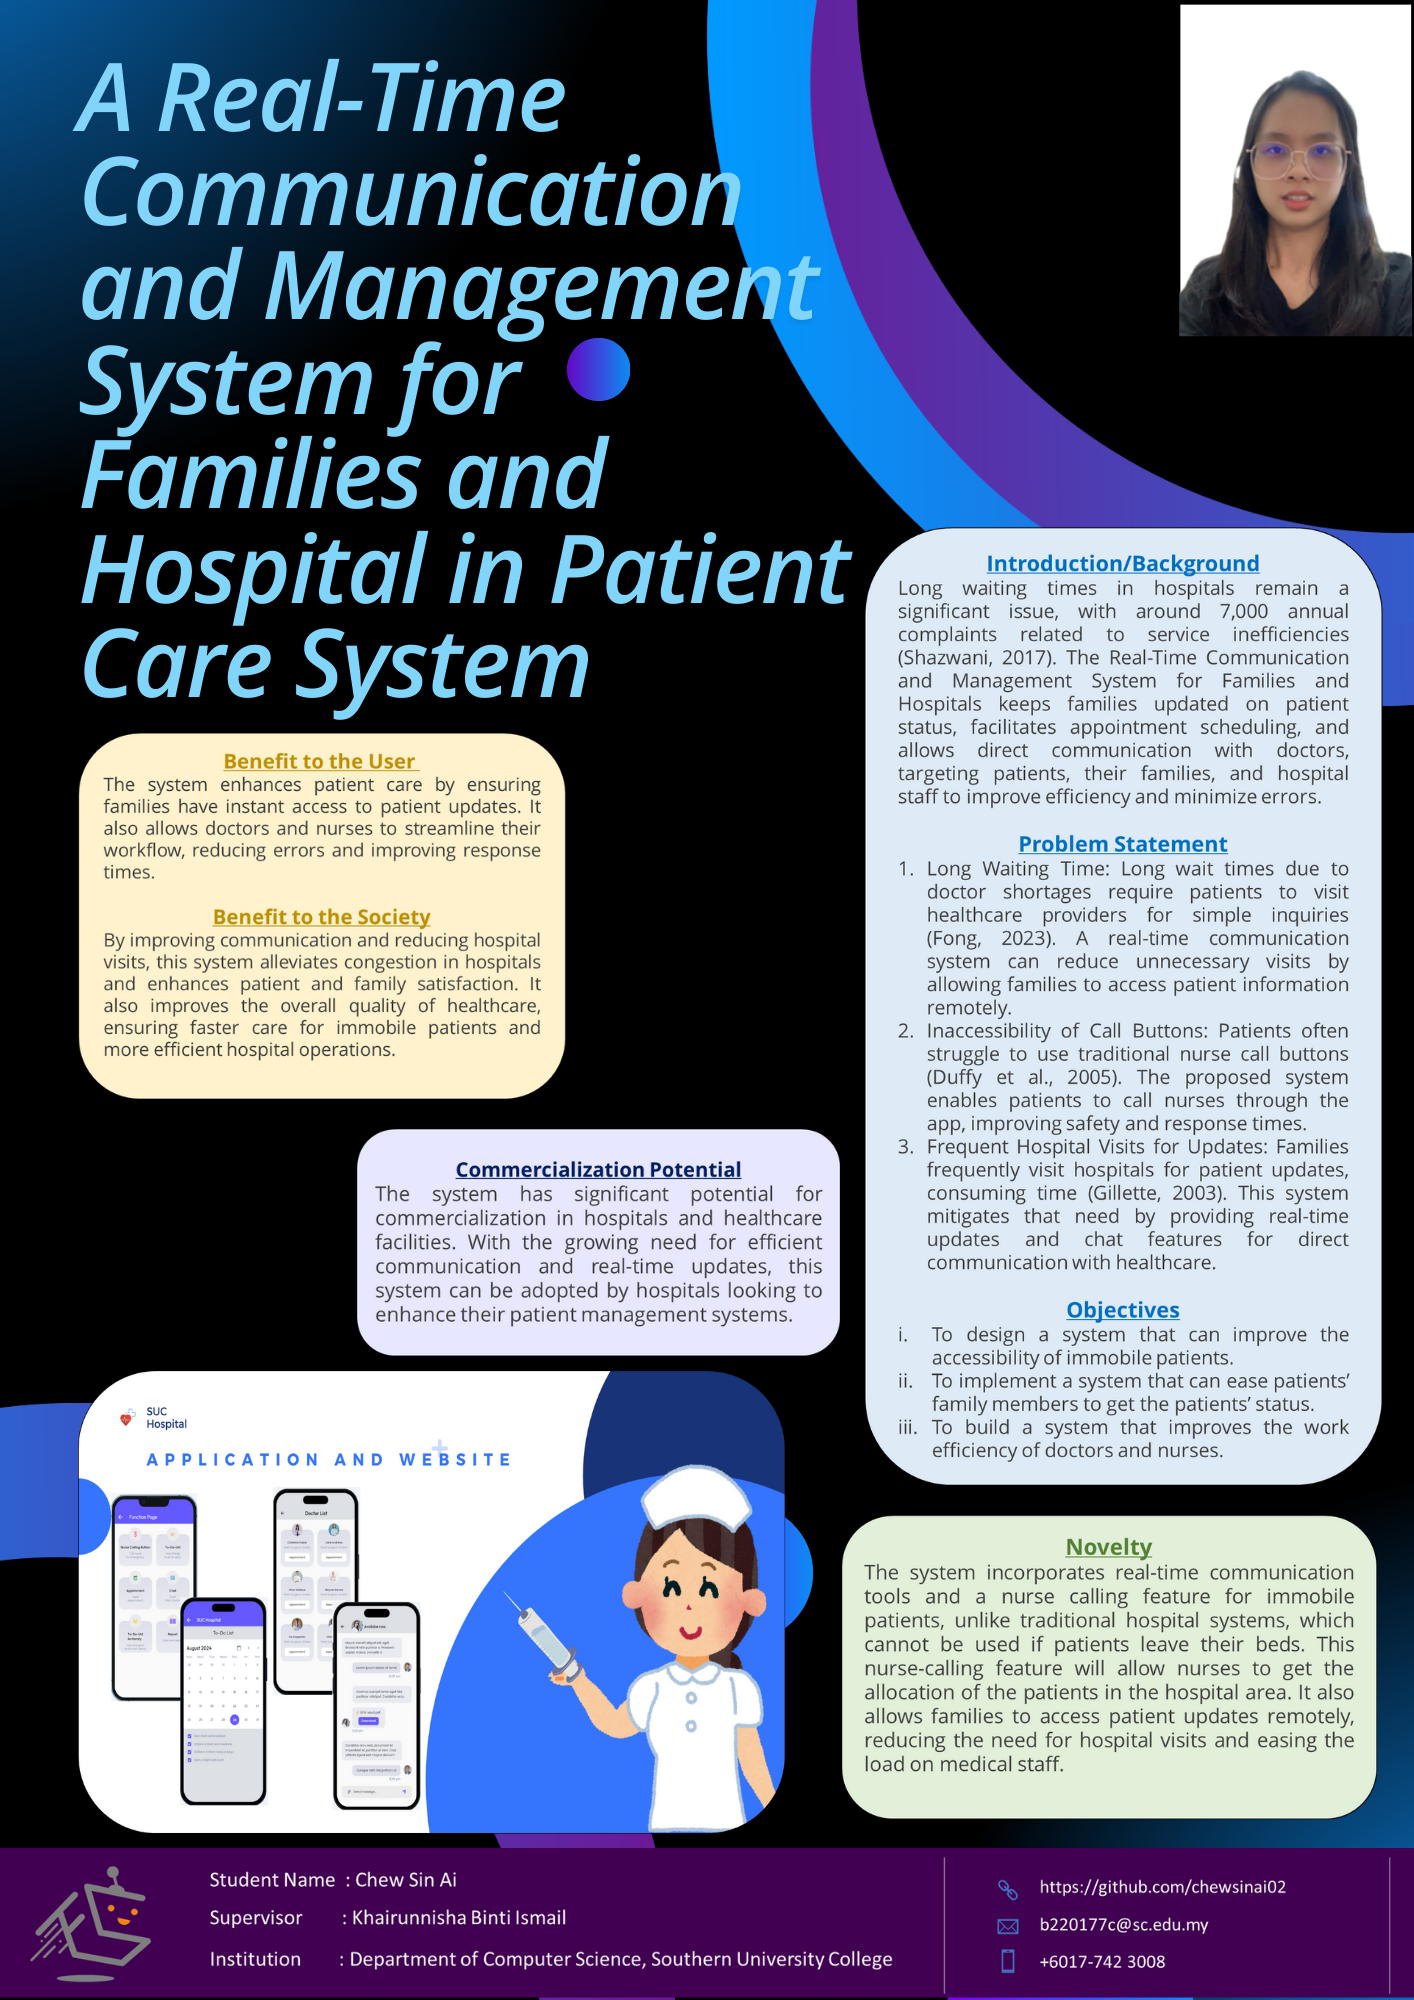 A Real-Time
Communication
and Management
System for
Families and
Hospital in Patient
Care System
Introduction/Background
Long waiting times in hospitals remain a
significant issue, with around 7,000 annual
complaints related to service inefficiencies
(Shazwani, 2017). The Real-Time Communication
and Management System for Families and
Hospitals keeps families updated on patient
status, facilitates appointment scheduling, and
allows direct communication with doctors,
targeting patients, their families, and hospital
staff to improve efficiency and minimize errors.
Problem Statement
1. Long Waiting Time: Long wait times due to
doctor shortages require patients to visit
healthcare providers for simple inquiries
(Fong, 2023). A real-time communication
system can reduce unnecessary visits by
allowing families to access patient information
remotely.
2. Inaccessibility of Call Buttons: Patients often
struggle to use traditional nurse call buttons
(Duffy et al., 2005). The proposed system
enables patients to call nurses through the
app, improving safety and response times.
3. Frequent Hospital Visits for Updates: Families
frequently visit hospitals for patient updates,
consuming time (Gillette, 2003). This system
mitigates that need by providing real-time
updates and chat features for direct
communication with healthcare.
Objectives
i. To design a system that can improve the
accessibility of immobile patients.
ii. To implement a system that can ease patients’
family members to get the patients’ status.
iii. To build a system that improves the work
efficiency of doctors and nurses.
Benefit to the User
The system enhances patient care by ensuring
families have instant access to patient updates. It
also allows doctors and nurses to streamline their
workflow, reducing errors and improving response
times.
Benefit to the Society
By improving communication and reducing hospital
visits, this system alleviates congestion in hospitals
and enhances patient and family satisfaction. It
also improves the overall quality of healthcare,
ensuring faster care for immobile patients and
more efficient hospital operations.
Commercialization Potential
The system has significant potential for
commercialization in hospitals and healthcare
facilities. With the growing need for efficient
communication and real-time updates, this
system can be adopted by hospitals looking to
enhance their patient management systems.
SUC
Hospital
APPLICATION AND WEBSITE
Function Page
Nurse Calling Button
To-Do List
Appointment
Chat
Report
Doctor List
SUC Hospital
To-Do List
August 2024
Novelty
The system incorporates real-time communication
tools and a nurse calling feature for immobile
patients, unlike traditional hospital systems, which
cannot be used if patients leave their beds. This
nurse-calling feature will allow nurses to get the
allocation of the patients in the hospital area. It also
allows families to access patient updates remotely,
reducing the need for hospital visits and easing the
load on medical staff.
Student Name : Chew Sin Ai
Supervisor : Khairunnisha Binti Ismail
Institution : Department of Computer Science, Southern University College
https://github.com/chewsinai02
b220177c@sc.edu.my
+6017-742 3008